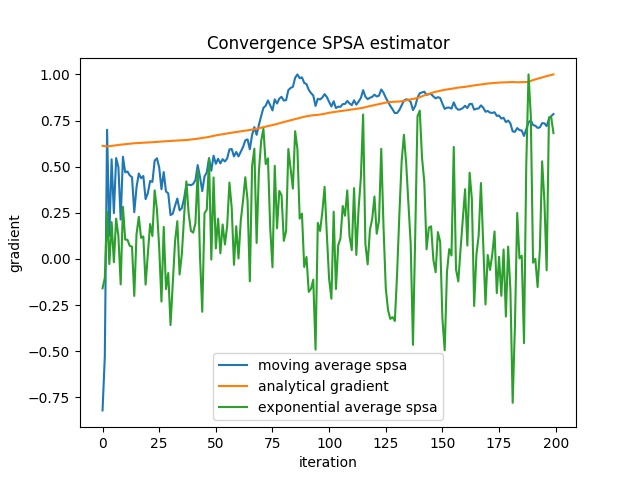 Convergence SPSA estimator
gradient
1.00
0.75
0.50
0.25
0.00
−0.25
−0.50
−0.75
moving average spsa
analytical gradient
exponential average spsa
0 25 50 75 100 125 150 175 200
iteration